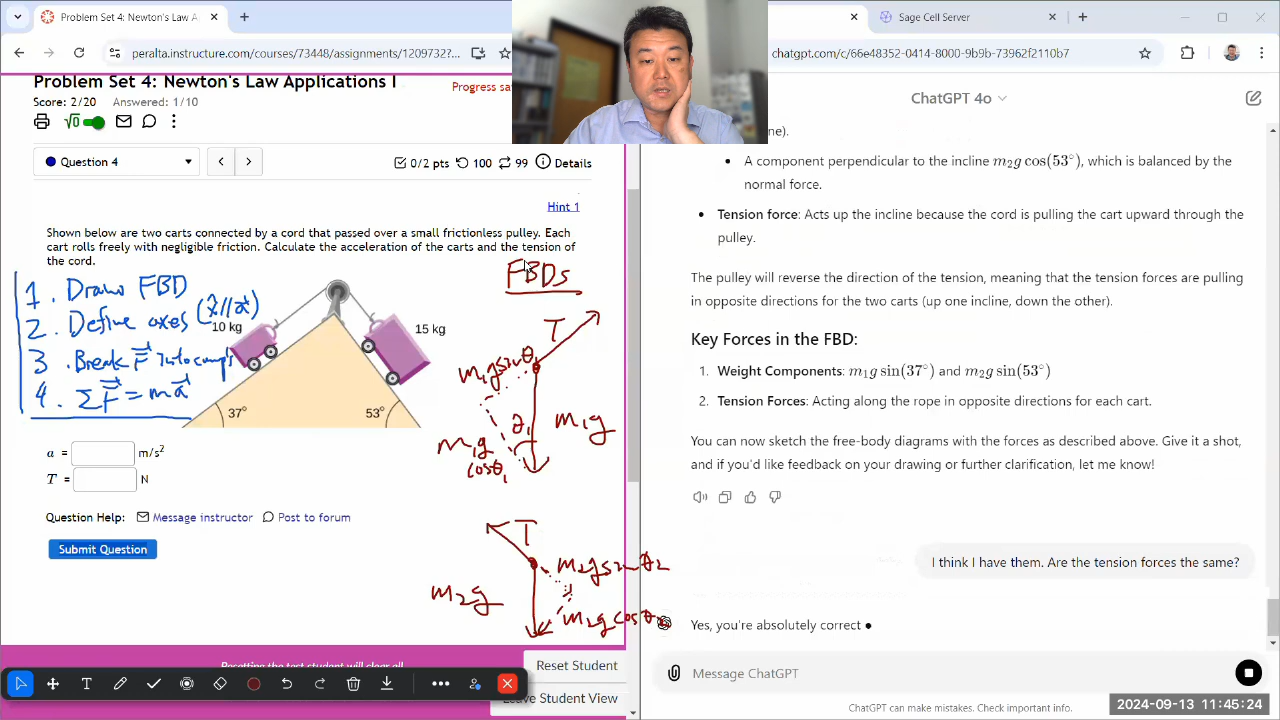 Problem Set 4: Newton's Law A
Sage Cell Server
peralta.instructure.com/courses/73448/assignments/1209732?
chatgpt.com/c/66e48352-0414-8000-9b9b-73962f2110b7
Problem Set 4: Newton's Law Applications I
Score: 2/20 Answered: 1/10
Progress sa
√0
Question 4
0/2 pts 100 99 Details
Hint 1
Shown below are two carts connected by a cord that passed over a small frictionless pulley. Each
cart rolls freely with negligible friction. Calculate the acceleration of the carts and the tension of
the cord.
1. Draw FBD
2. Define axes (x̂//a⃗)
3. Break F⃗ into comp's
4. ΣF⃗ = ma⃗
10 kg
15 kg
37°
53°
FBDs
T
m₁g sinθ₁
θ₁
m₁g
m₁g
cosθ₁
T
m₂g sinθ₂
m₂g
m₂g cosθ₂
a = m/s²
T = N
Question Help: Message instructor Post to forum
Submit Question
Resetting the test student will clear all
Reset Student
Leave Student View
ChatGPT 4o
ne).
A component perpendicular to the incline m₂g cos(53°), which is balanced by the
normal force.
Tension force: Acts up the incline because the cord is pulling the cart upward through the
pulley.
The pulley will reverse the direction of the tension, meaning that the tension forces are pulling
in opposite directions for the two carts (up one incline, down the other).
Key Forces in the FBD:
1. Weight Components: m₁g sin(37°) and m₂g sin(53°)
2. Tension Forces: Acting along the rope in opposite directions for each cart.
You can now sketch the free-body diagrams with the forces as described above. Give it a shot,
and if you'd like feedback on your drawing or further clarification, let me know!
I think I have them. Aren the tension forces the same?
Yes, you're absolutely correct
Message ChatGPT
ChatGPT can make mistakes. Check important info.
2024-09-13 11:45:24